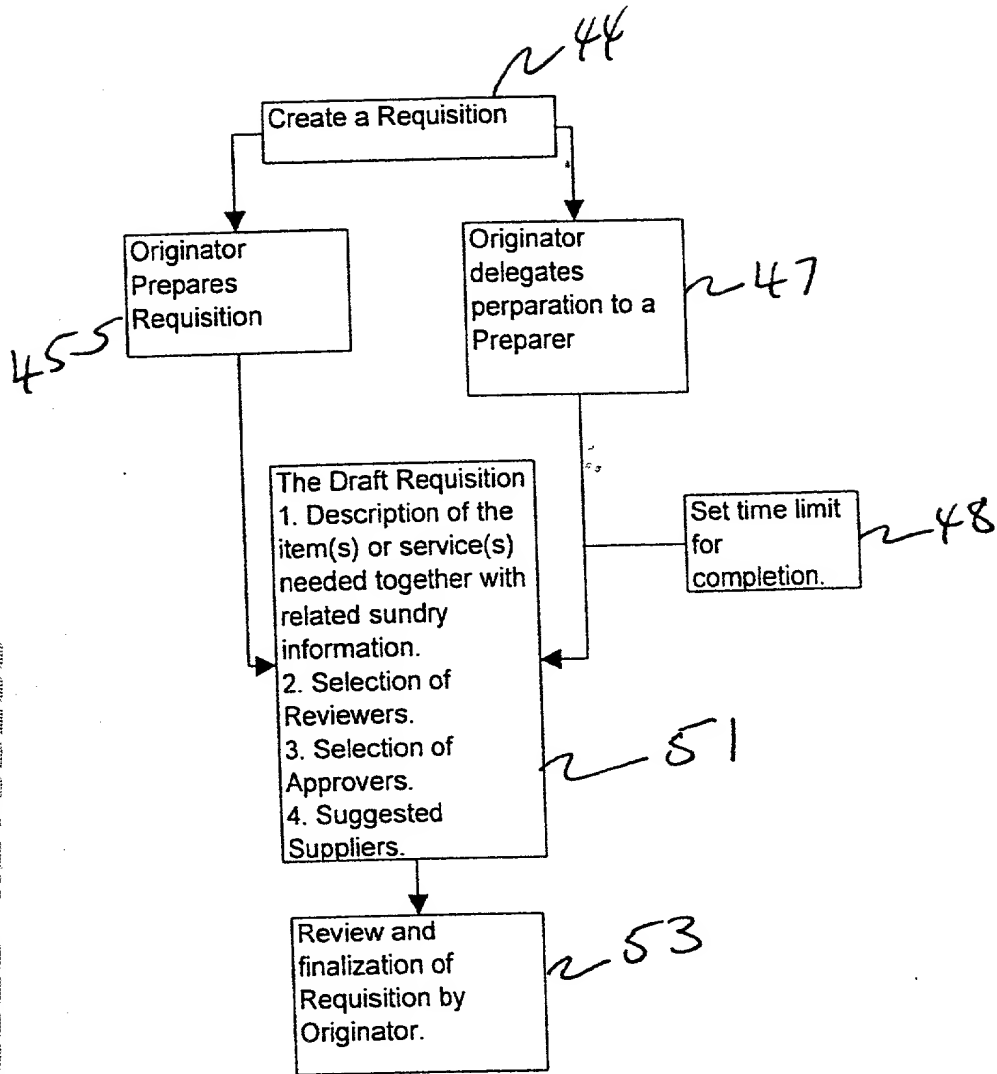 44
Create a Requisition
Originator
Prepares
Requisition
45
Originator
delegates
perparation to a
Preparer
47
The Draft Requisition
1. Description of the
item(s) or service(s)
needed together with
related sundry
information.
2. Selection of
Reviewers.
3. Selection of
Approvers.
4. Suggested
Suppliers.
Set time limit
for
completion.
48
51
Review and
finalization of
Requisition by
Originator.
53